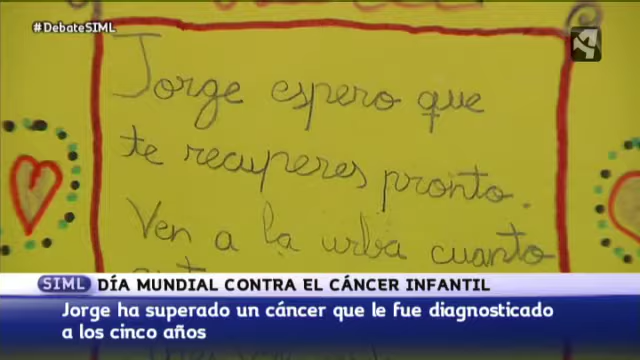 #DebateSIML
Jorge espero que
te recuperes pronto.
Ven a la urba cuanto
SIML DÍA MUNDIAL CONTRA EL CÁNCER INFANTIL
Jorge ha superado un cáncer que le fue diagnosticado
a los cinco años